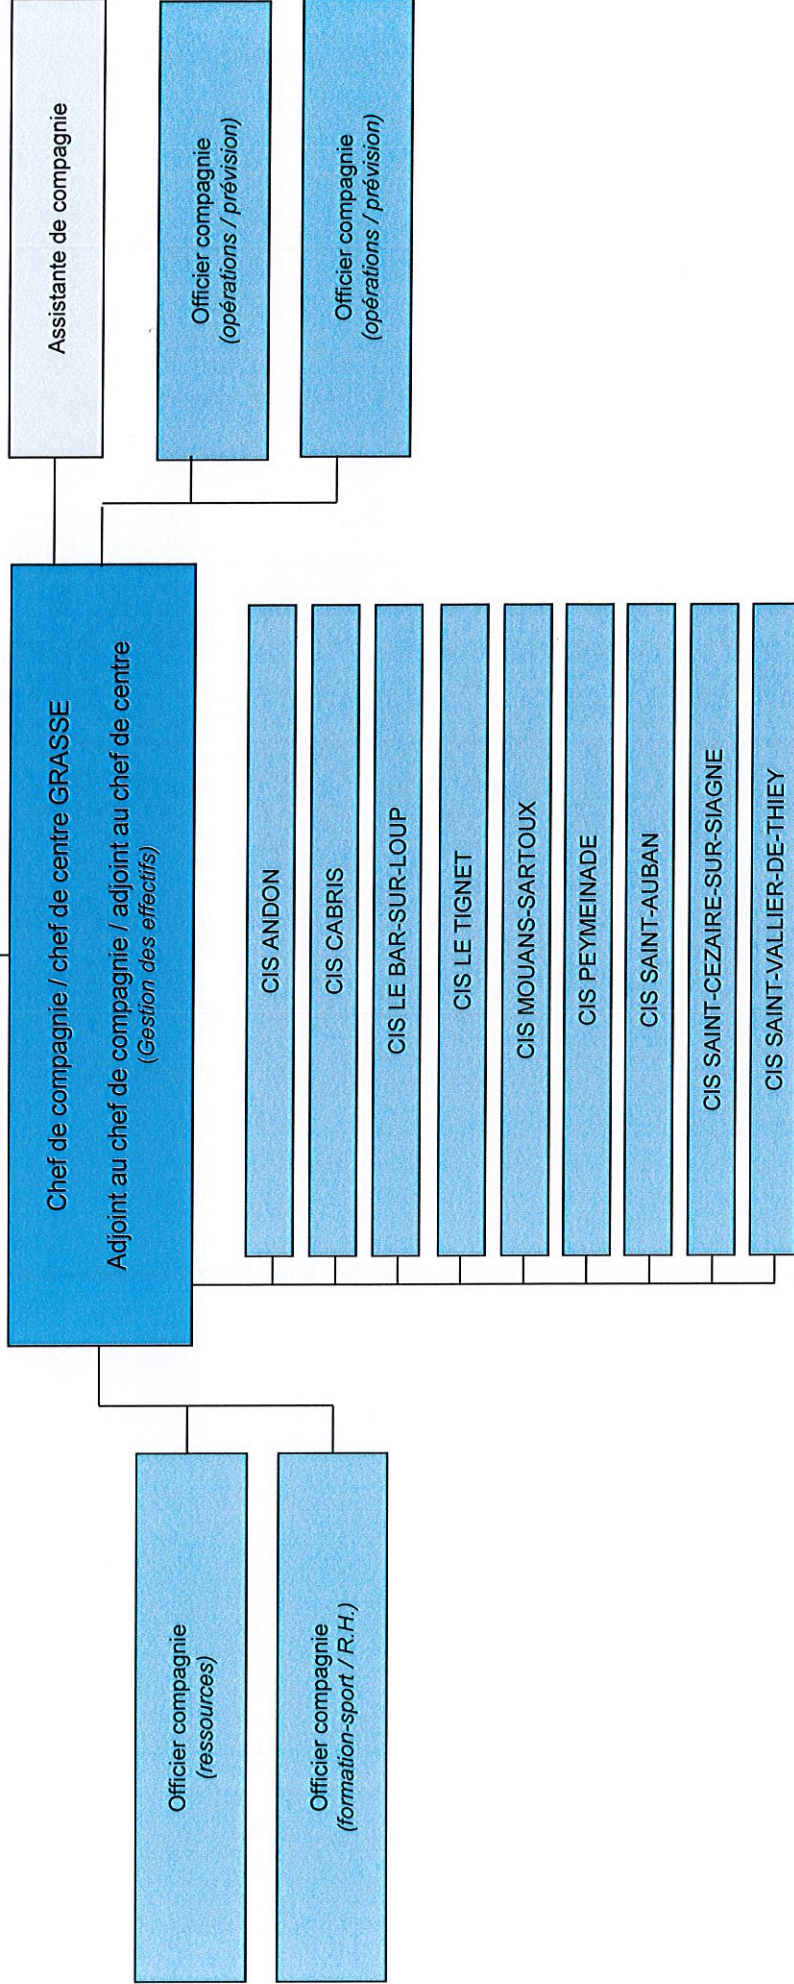 Chef de compagnie / chef de centre GRASSE
Adjoint au chef de compagnie / adjoint au chef de centre
(Gestion des effectifs)
Assistante de compagnie
Officier compagnie
(opérations / prévision)
Officier compagnie
(opérations / prévision)
Officier compagnie
(ressources)
Officier compagnie
(formation-sport / R.H.)
CIS ANDON
CIS CABRIS
CIS LE BAR-SUR-LOUP
CIS LE TIGNET
CIS MOUANS-SARTOUX
CIS PEYMEINADE
CIS SAINT-AUBAN
CIS SAINT-CEZAIRE-SUR-SIAGNE
CIS SAINT-VALLIER-DE-THIEY